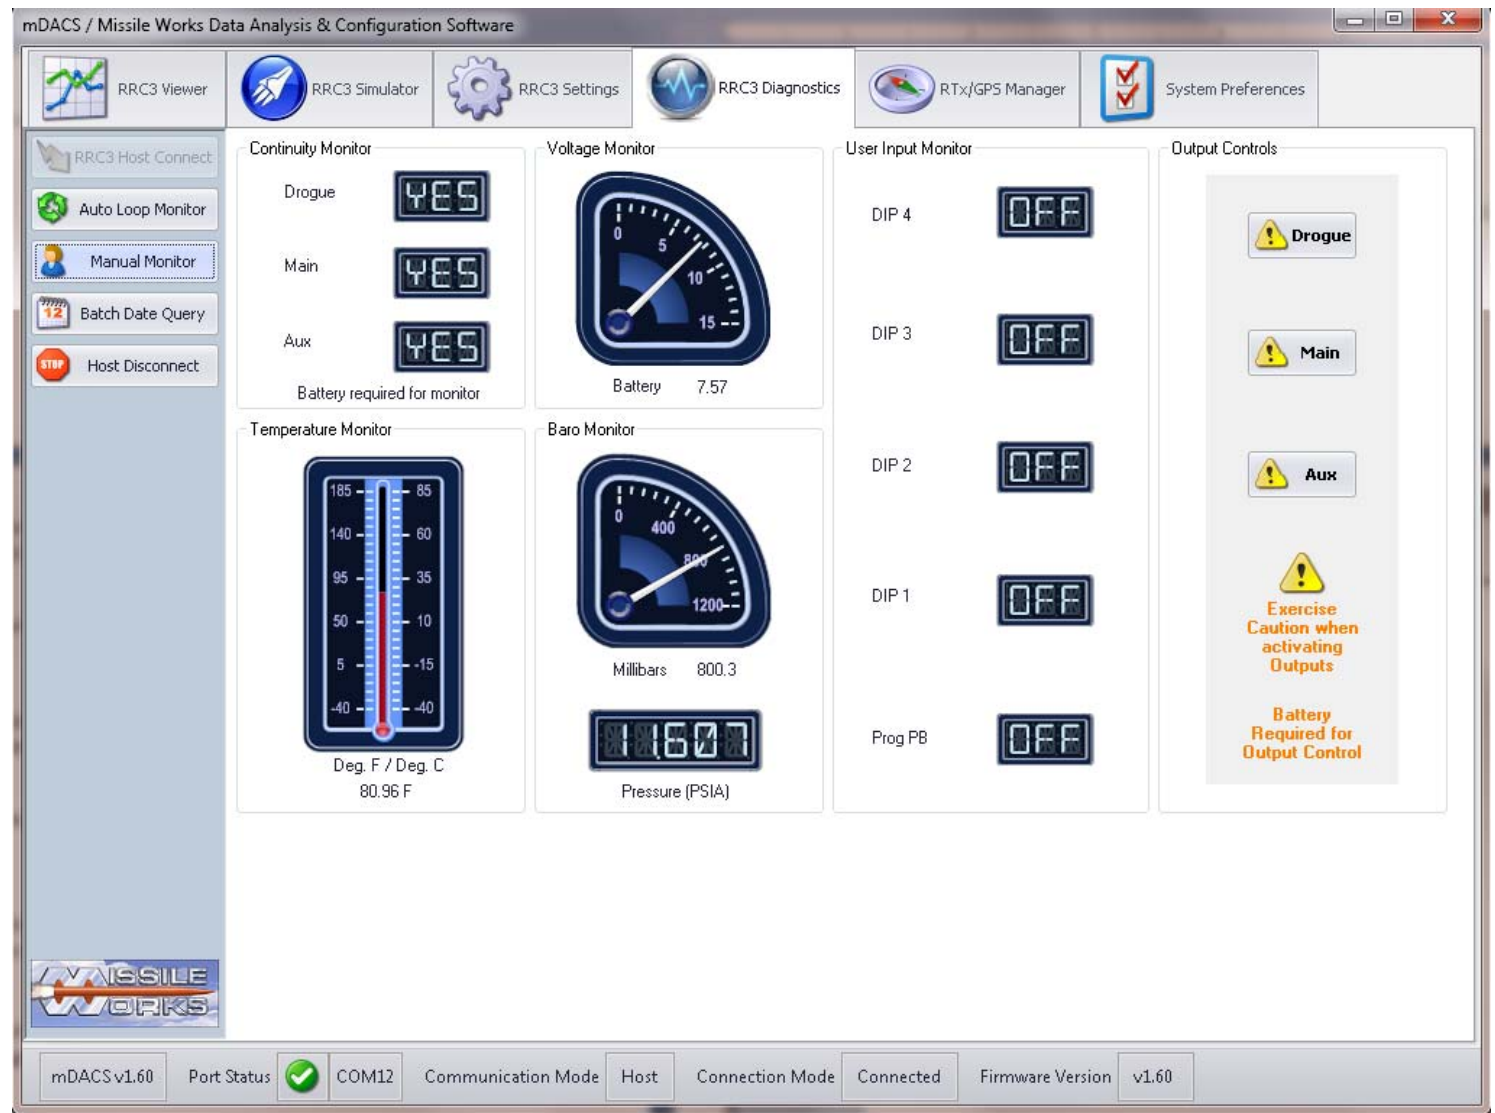 mDACS / Missile Works Data Analysis & Configuration Software
RRC3 Viewer
RRC3 Simulator
RRC3 Settings
RRC3 Diagnostics
RTx/GPS Manager
System Preferences
RRC3 Host Connect
Auto Loop Monitor
Manual Monitor
12
Batch Date Query
STOP
Host Disconnect
Continuity Monitor
Drogue YES
Main YES
Aux YES
Battery required for monitor
Voltage Monitor
0
5
10
15
Battery 7.57
Temperature Monitor
185 85
140 60
95 35
50 10
5 -15
-40 -40
Deg. F / Deg. C
80.96 F
Baro Monitor
0
400
800
1200
Millibars 800.3
11.607
Pressure (PSIA)
User Input Monitor
DIP 4 OFF
DIP 3 OFF
DIP 2 OFF
DIP 1 OFF
Prog PB OFF
Output Controls
Drogue
Main
Aux
Exercise
Caution when
activating
Outputs
Battery
Required for
Output Control
MISSILE
WORKS
mDACS v1.60 Port Status COM12 Communication Mode Host Connection Mode Connected Firmware Version v1.60